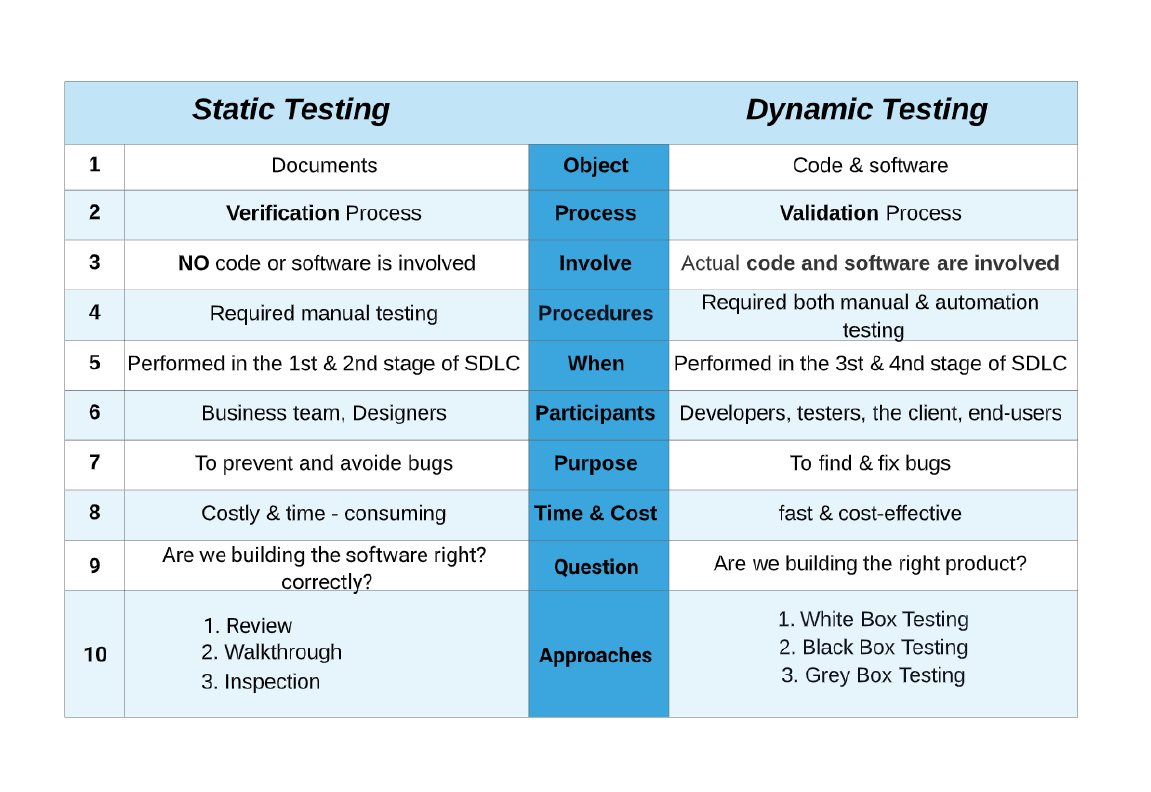 Static Testing Dynamic Testing
1 Documents Object Code & software
2 Verification Process Process Validation Process
3 NO code or software is involved Involve Actual code and software are involved
4 Required manual testing Procedures Required both manual & automation
testing
5 Performed in the 1st & 2nd stage of SDLC When Performed in the 3st & 4nd stage of SDLC
6 Business team, Designers Participants Developers, testers, the client, end-users
7 To prevent and avoide bugs Purpose To find & fix bugs
8 Costly & time - consuming Time & Cost fast & cost-effective
9 Are we building the software right?
correctly? Question Are we building the right product?
10 Approaches
1. Review
2. Walkthrough
3. Inspection
1. White Box Testing
2. Black Box Testing
3. Grey Box Testing